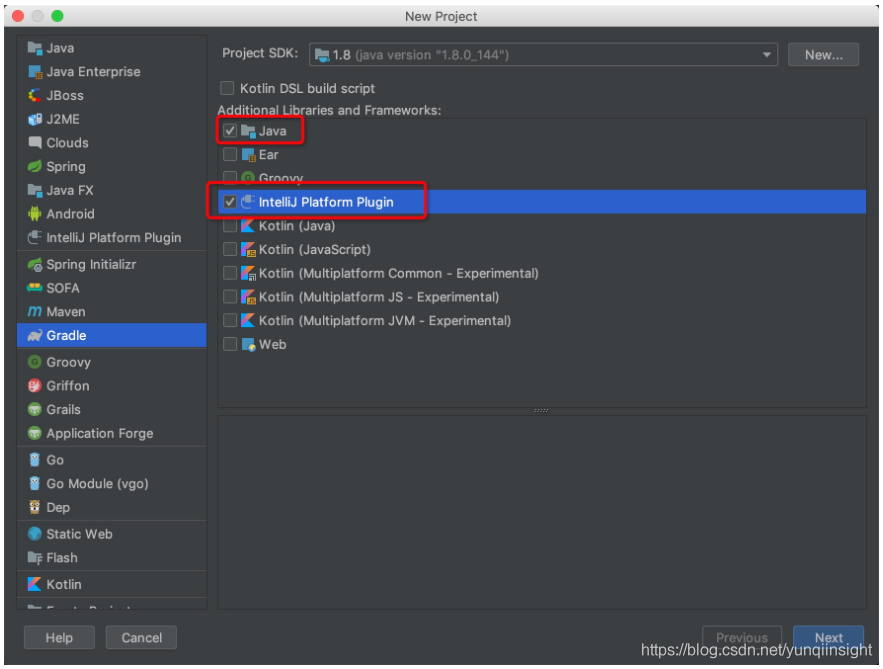 New Project
Java
Java Enterprise
JBoss
J2ME
Clouds
Spring
Java FX
Android
IntelliJ Platform Plugin
Spring Initializr
SOFA
Maven
Gradle
Groovy
Griffon
Grails
Application Forge
Go
Go Module (vgo)
Dep
Static Web
Flash
Kotlin
Project SDK: 1.8 (java version "1.8.0_144") New...
Kotlin DSL build script
Additional Libraries and Frameworks:
Java
Ear
Groovy
IntelliJ Platform Plugin
Kotlin (Java)
Kotlin (JavaScript)
Kotlin (Multiplatform Common - Experimental)
Kotlin (Multiplatform JS - Experimental)
Kotlin (Multiplatform JVM - Experimental)
Web
Help Cancel Previous Next
https://blog.csdn.net/yunqiinsight